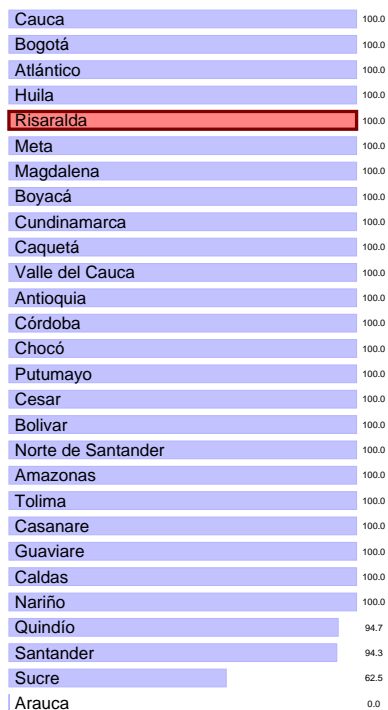 Cauca 100.0
Bogotá 100.0
Atlántico 100.0
Huila 100.0
Risaralda 100.0
Meta 100.0
Magdalena 100.0
Boyacá 100.0
Cundinamarca 100.0
Caquetá 100.0
Valle del Cauca 100.0
Antioquia 100.0
Córdoba 100.0
Chocó 100.0
Putumayo 100.0
Cesar 100.0
Bolivar 100.0
Norte de Santander 100.0
Amazonas 100.0
Tolima 100.0
Casanare 100.0
Guaviare 100.0
Caldas 100.0
Nariño 100.0
Quindío 94.7
Santander 94.3
Sucre 62.5
Arauca 0.0